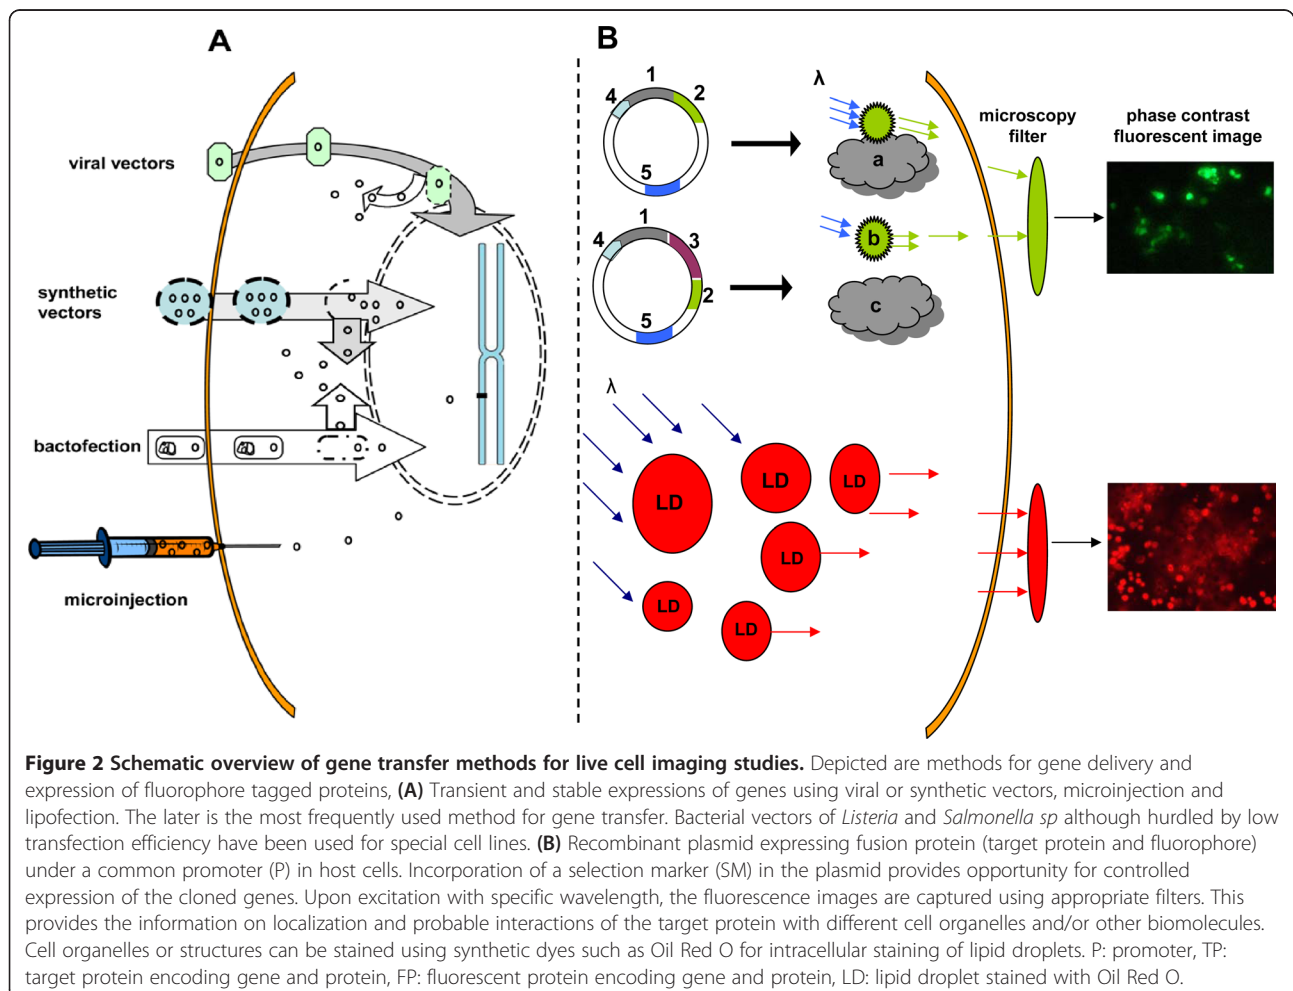 A
B
viral vectors
synthetic
vectors
bactofection
microinjection
1
4
2
5
1
4
3
2
5
λ
a
b
c
microscopy
filter
phase contrast
fluorescent image
λ
LD
LD
LD
LD
LD
LD
Figure 2 Schematic overview of gene transfer methods for live cell imaging studies. Depicted are methods for gene delivery and
expression of fluorophore tagged proteins, (A) Transient and stable expressions of genes using viral or synthetic vectors, microinjection and
lipofection. The later is the most frequently used method for gene transfer. Bacterial vectors of Listeria and Salmonella sp although hurdled by low
transfection efficiency have been used for special cell lines. (B) Recombinant plasmid expressing fusion protein (target protein and fluorophore)
under a common promoter (P) in host cells. Incorporation of a selection marker (SM) in the plasmid provides opportunity for controlled
expression of the cloned genes. Upon excitation with specific wavelength, the fluorescence images are captured using appropriate filters. This
provides the information on localization and probable interactions of the target protein with different cell organelles and/or other biomolecules.
Cell organelles or structures can be stained using synthetic dyes such as Oil Red O for intracellular staining of lipid droplets. P: promoter, TP:
target protein encoding gene and protein, FP: fluorescent protein encoding gene and protein, LD: lipid droplet stained with Oil Red O.